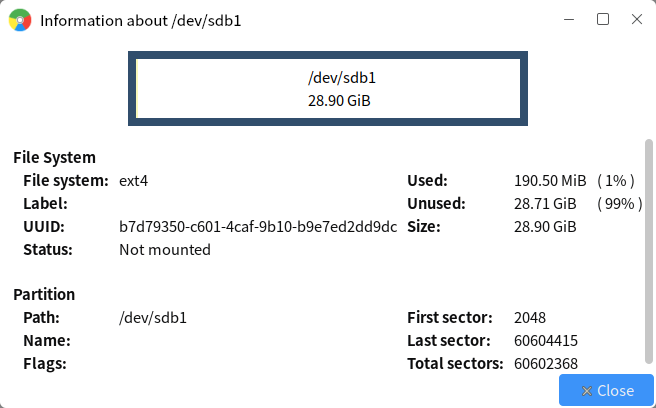 Information about /dev/sdb1
/dev/sdb1
28.90 GiB
File System
File system: ext4 Used: 190.50 MiB ( 1% )
Label: Unused: 28.71 GiB ( 99% )
UUID: b7d79350-c601-4caf-9b10-b9e7ed2dd9dc Size: 28.90 GiB
Status: Not mounted
Partition
Path: /dev/sdb1 First sector: 2048
Name: Last sector: 60604415
Flags: Total sectors: 60602368
Close